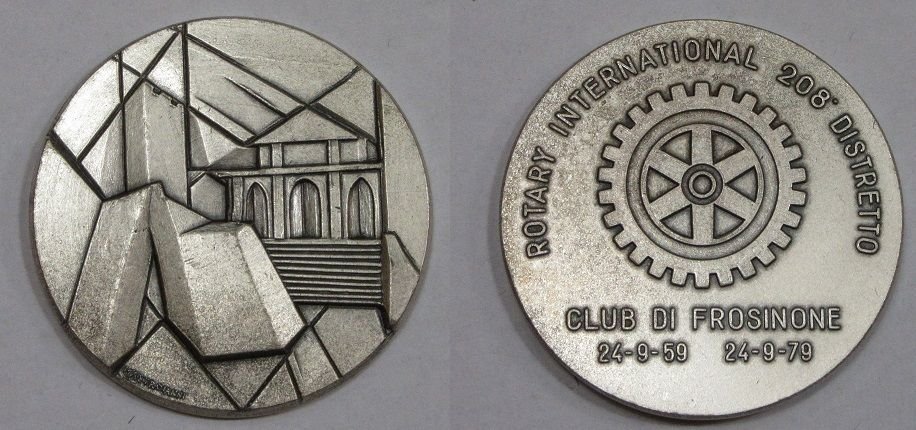 ROTARY INTERNATIONAL 208° DISTRETTO
CLUB DI FROSINONE
24-9-59 24-9-79